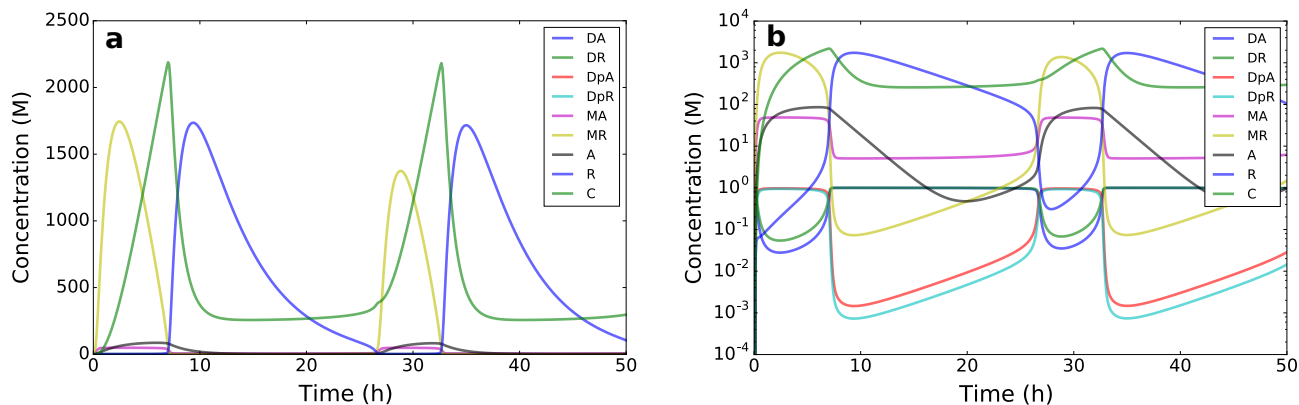 a
Concentration (M)
2500
2000
1500
1000
500
0
0 10 20 30 40 50
Time (h)
DA
DR
DpA
DpR
MA
MR
A
R
C
b
Concentration (M)
10^4
10^3
10^2
10^1
10^0
10^-1
10^-2
10^-3
10^-4
0 10 20 30 40 50
Time (h)
DA
DR
DpA
DpR
MA
MR
A
R
C